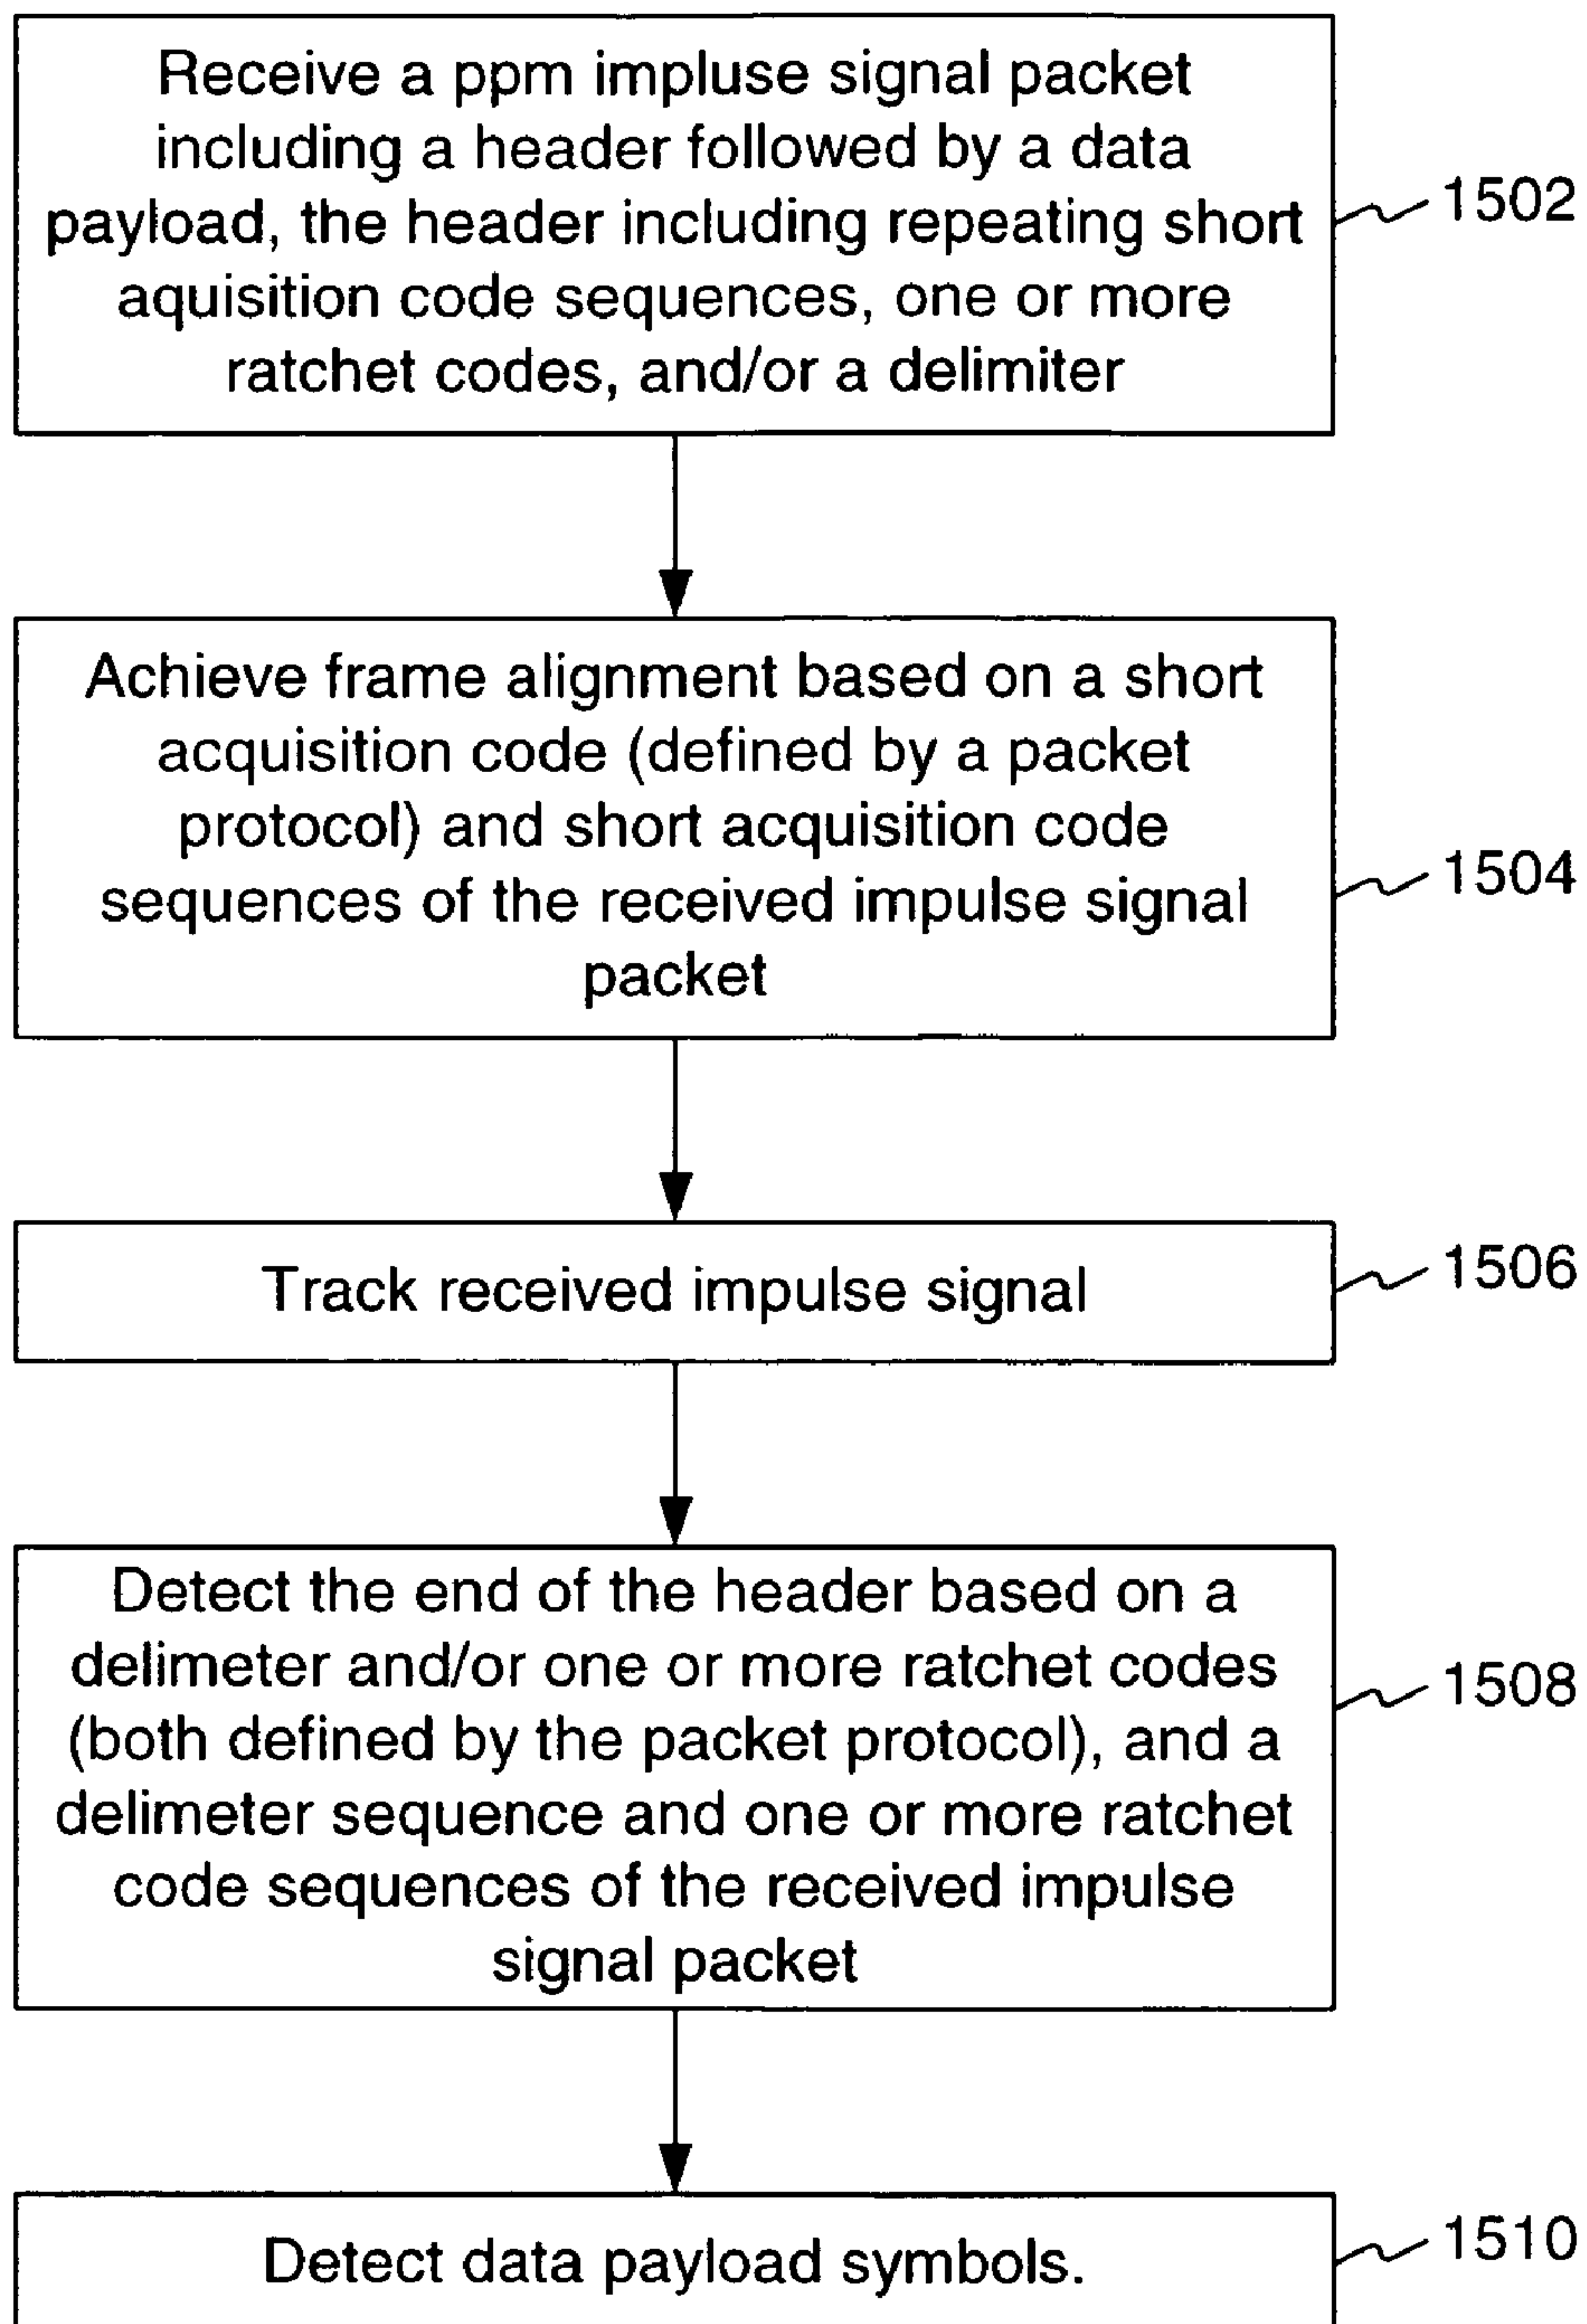 Receive a ppm impluse signal packet
including a header followed by a data
payload, the header including repeating short
aquisition code sequences, one or more
ratchet codes, and/or a delimiter
1502
Achieve frame alignment based on a short
acquisition code (defined by a packet
protocol) and short acquisition code
sequences of the received impulse signal
packet
1504
Track received impulse signal
1506
Detect the end of the header based on a
delimeter and/or one or more ratchet codes
(both defined by the packet protocol), and a
delimeter sequence and one or more ratchet
code sequences of the received impulse
signal packet
1508
Detect data payload symbols.
1510